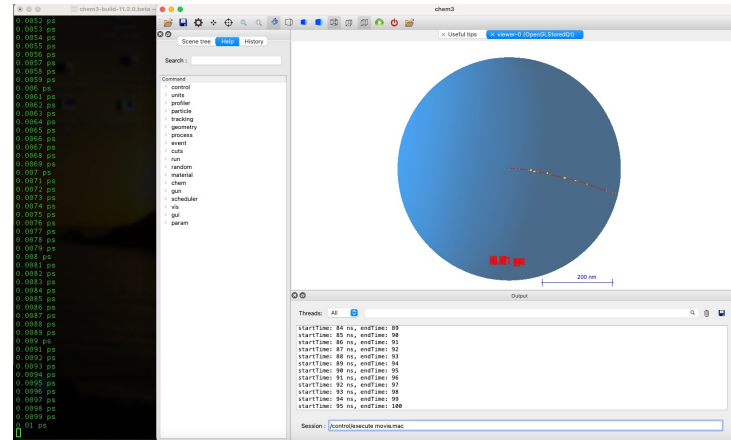 chem3-build-11.2.0.beta —
0.0052 ps
0.0053 ps
0.0054 ps
0.0055 ps
0.0056 ps
0.0057 ps
0.0058 ps
0.0059 ps
0.006 ps
0.0061 ps
0.0062 ps
0.0063 ps
0.0064 ps
0.0065 ps
0.0066 ps
0.0067 ps
0.0068 ps
0.0069 ps
0.007 ps
0.0071 ps
0.0072 ps
0.0073 ps
0.0074 ps
0.0075 ps
0.0076 ps
0.0077 ps
0.0078 ps
0.0079 ps
0.008 ps
0.0081 ps
0.0082 ps
0.0083 ps
0.0084 ps
0.0085 ps
0.0086 ps
0.0087 ps
0.0088 ps
0.0089 ps
0.009 ps
0.0091 ps
0.0092 ps
0.0093 ps
0.0094 ps
0.0095 ps
0.0096 ps
0.0097 ps
0.0098 ps
0.0099 ps
0.01 ps
chem3
Scene tree Help History
Search :
Command
control
units
profiler
particle
tracking
geometry
process
event
cuts
run
random
material
chem
gun
scheduler
vis
gui
param
× Useful tips × viewer-0 (OpenGLStoredQt)
200 nm
Output
Threads: All
startTime: 84 ns, endTime: 89
startTime: 85 ns, endTime: 90
startTime: 86 ns, endTime: 91
startTime: 87 ns, endTime: 92
startTime: 88 ns, endTime: 93
startTime: 89 ns, endTime: 94
startTime: 90 ns, endTime: 95
startTime: 91 ns, endTime: 96
startTime: 92 ns, endTime: 97
startTime: 93 ns, endTime: 98
startTime: 94 ns, endTime: 99
startTime: 95 ns, endTime: 100
Session : /control/execute movie.mac